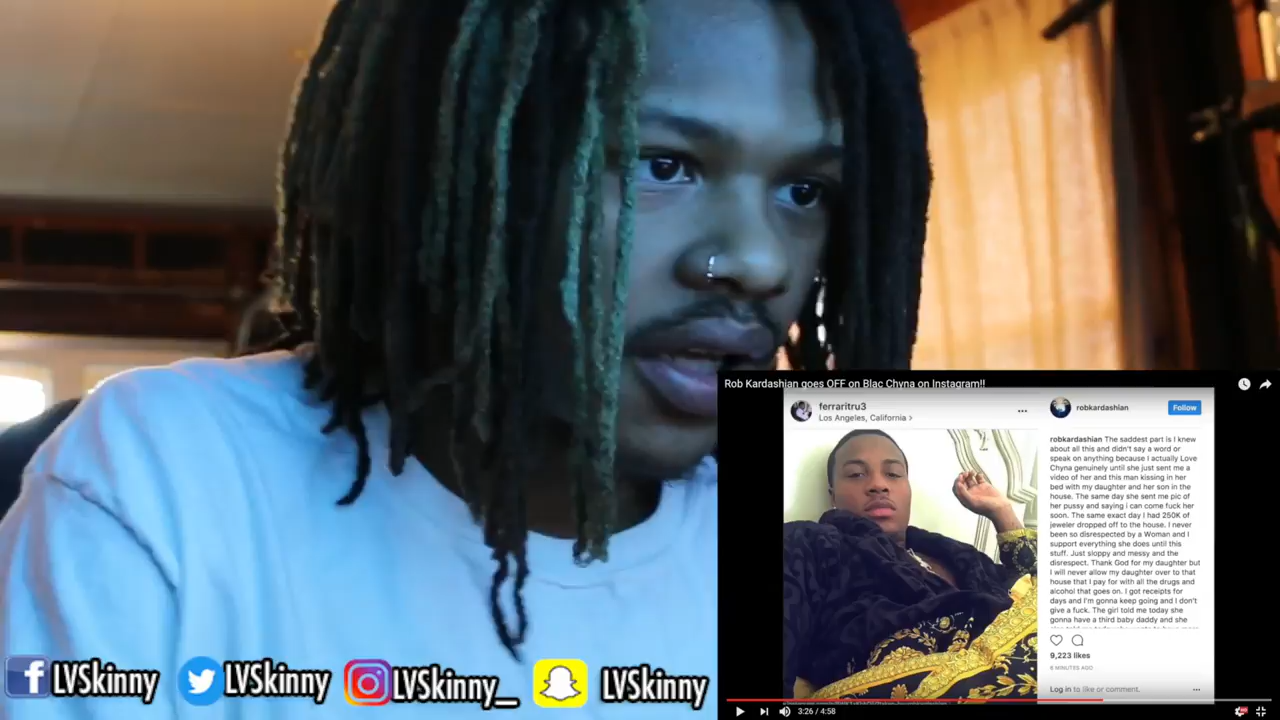 Rob Kardashian goes OFF on Blac Chyna on Instagram!!
ferraritru3
Los Angeles, California >
robkardashian
Follow
robkardashian The saddest part is I knew
about all this and didn't say a word or
speak on anything because I actually Love
Chyna genuinely until she just sent me a
video of her and this man kissing in her
bed with my daughter and her son in the
house. The same day she sent me pic of
her pussy and saying i can come fuck her
soon. The same exact day I had 250K of
jeweler dropped off to the house. I never
been so disrespected by a Woman and I
support everything she does until this
stuff. Just sloppy and messy and the
disrespect. Thank God for my daughter but
I will never allow my daughter over to that
house that I pay for with all the drugs and
alcohol that goes on. I got receipts for
days and I'm gonna keep going and I don't
give a fuck. The girl told me today she
gonna have a third baby daddy and she
9,223 likes
6 MINUTES AGO
Log in to like or comment.
3:26 / 4:58
f LVSkinny
LVSkinny
LVSkinny_
LVSkinny